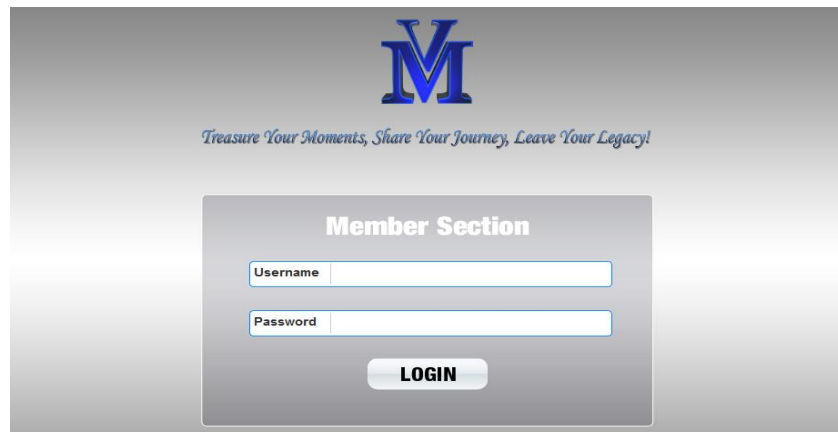 VM
Treasure Your Moments, Share Your Journey, Leave Your Legacy!
Member Section
Username
Password
LOGIN